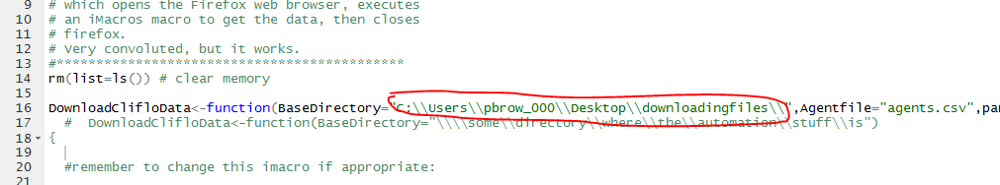 9 # which opens the Firefox web browser, executes
10 # an iMacros macro to get the data, then closes
11 # firefox.
12 # Very convoluted, but it works.
13 #*******************************************
14 rm(list=ls()) # clear memory
15
16 DownloadClifloData<-function(BaseDirectory="C:\\Users\\pbrow_000\\Desktop\\downloadingfiles\\",Agentfile="agents.csv",par
17 # DownloadClifloData<-function(BaseDirectory="\\\\some\\directory\\where\\the\\automation\\stuff\\is")
18 {
19
20 #remember to change this imacro if appropriate:
21